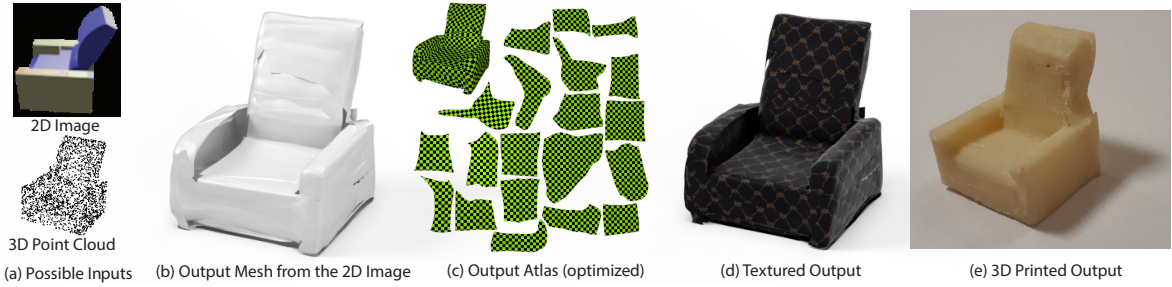 2D Image
3D Point Cloud
(a) Possible Inputs
(b) Output Mesh from the 2D Image
(c) Output Atlas (optimized)
(d) Textured Output
(e) 3D Printed Output